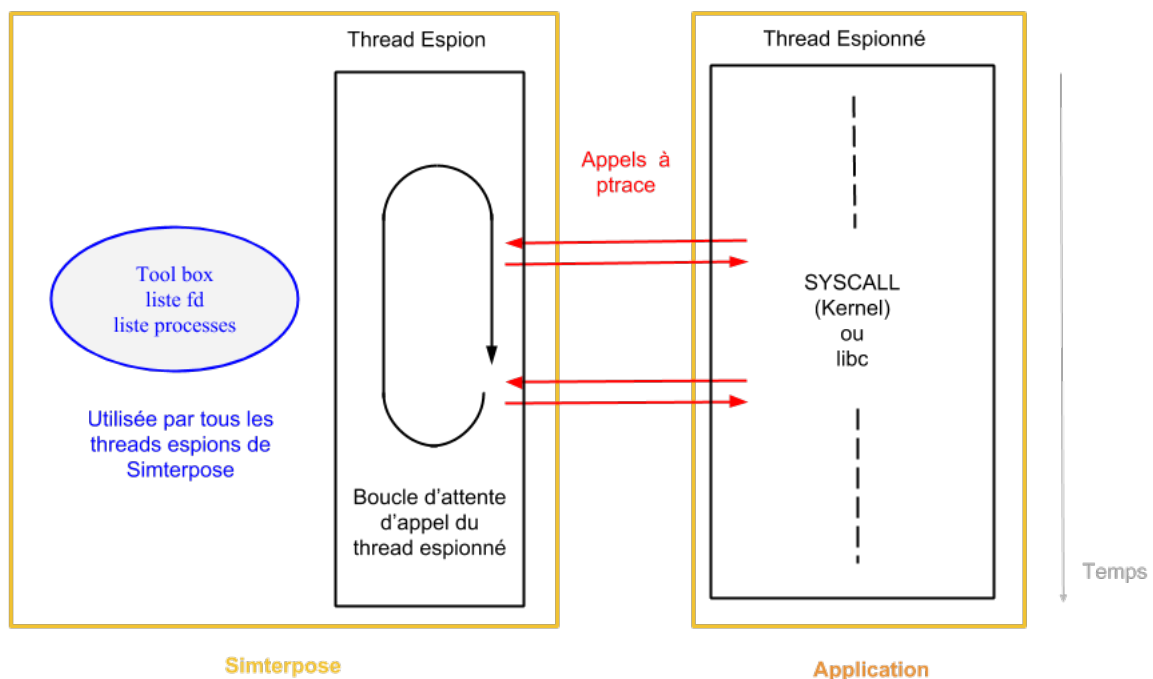 Thread Espion
Thread Espionné
Appels à
ptrace
Tool box
liste fd
liste processes
SYSCALL
(Kernel)
ou
libc
Utilisée par tous les
threads espions de
Simterpose
Boucle d'attente
d'appel du
thread espionné
Temps
Simterpose
Application